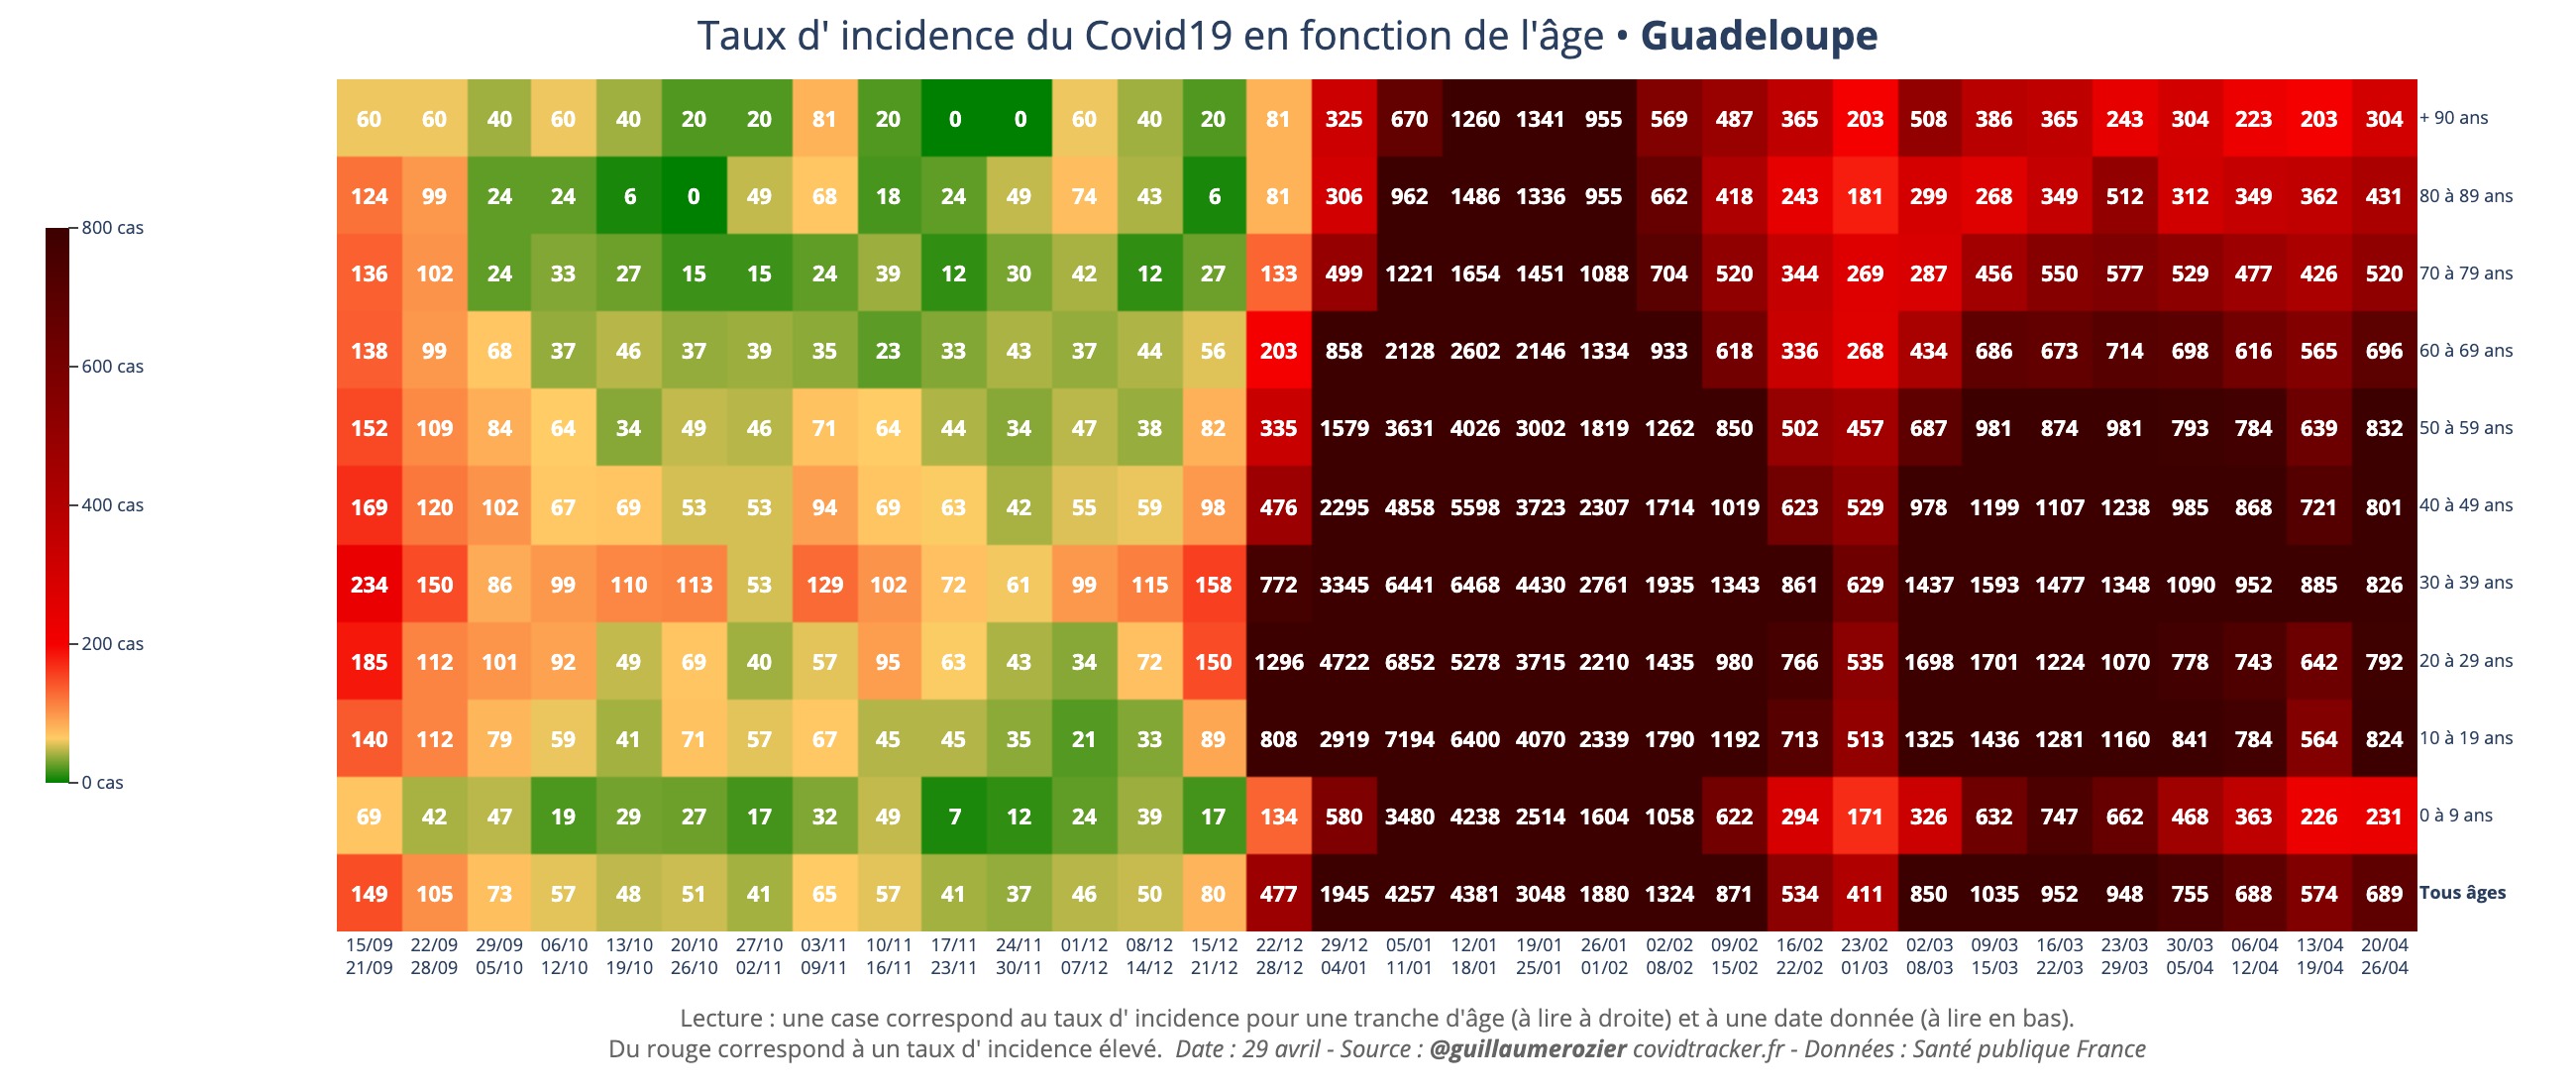 Taux d' incidence du Covid19 en fonction de l'âge • Guadeloupe
60 60 40 60 40 20 20 81 20 0 0 60 40 20 81 325 670 1260 1341 955 569 487 365 203 508 386 365 243 304 223 203 304 + 90 ans
124 99 24 24 6 0 49 68 18 24 49 74 43 6 81 306 962 1486 1336 955 662 418 243 181 299 268 349 512 312 349 362 431 80 à 89 ans
800 cas
136 102 24 33 27 15 15 24 39 12 30 42 12 27 133 499 1221 1654 1451 1088 704 520 344 269 287 456 550 577 529 477 426 520 70 à 79 ans
138 99 68 37 46 37 39 35 23 33 43 37 44 56 203 858 2128 2602 2146 1334 933 618 336 268 434 686 673 714 698 616 565 696 60 à 69 ans
600 cas
152 109 84 64 34 49 46 71 64 44 34 47 38 82 335 1579 3631 4026 3002 1819 1262 850 502 457 687 981 874 981 793 784 639 832 50 à 59 ans
400 cas
169 120 102 67 69 53 53 94 69 63 42 55 59 98 476 2295 4858 5598 3723 2307 1714 1019 623 529 978 1199 1107 1238 985 868 721 801 40 à 49 ans
234 150 86 99 110 113 53 129 102 72 61 99 115 158 772 3345 6441 6468 4430 2761 1935 1343 861 629 1437 1593 1477 1348 1090 952 885 826 30 à 39 ans
200 cas
185 112 101 92 49 69 40 57 95 63 43 34 72 150 1296 4722 6852 5278 3715 2210 1435 980 766 535 1698 1701 1224 1070 778 743 642 792 20 à 29 ans
140 112 79 59 41 71 57 67 45 45 35 21 33 89 808 2919 7194 6400 4070 2339 1790 1192 713 513 1325 1436 1281 1160 841 784 564 824 10 à 19 ans
0 cas
69 42 47 19 29 27 17 32 49 7 12 24 39 17 134 580 3480 4238 2514 1604 1058 622 294 171 326 632 747 662 468 363 226 231 0 à 9 ans
149 105 73 57 48 51 41 65 57 41 37 46 50 80 477 1945 4257 4381 3048 1880 1324 871 534 411 850 1035 952 948 755 688 574 689 Tous âges
15/09 22/09 29/09 06/10 13/10 20/10 27/10 03/11 10/11 17/11 24/11 01/12 08/12 15/12 22/12 29/12 05/01 12/01 19/01 26/01 02/02 09/02 16/02 23/02 02/03 09/03 16/03 23/03 30/03 06/04 13/04 20/04
21/09 28/09 05/10 12/10 19/10 26/10 02/11 09/11 16/11 23/11 30/11 07/12 14/12 21/12 28/12 04/01 11/01 18/01 25/01 01/02 08/02 15/02 22/02 01/03 08/03 15/03 22/03 29/03 05/04 12/04 19/04 26/04
Lecture : une case correspond au taux d' incidence pour une tranche d'âge (à lire à droite) et à une date donnée (à lire en bas).
Du rouge correspond à un taux d' incidence élevé. Date : 29 avril - Source : @guillaumerozier covidtracker.fr - Données : Santé publique France